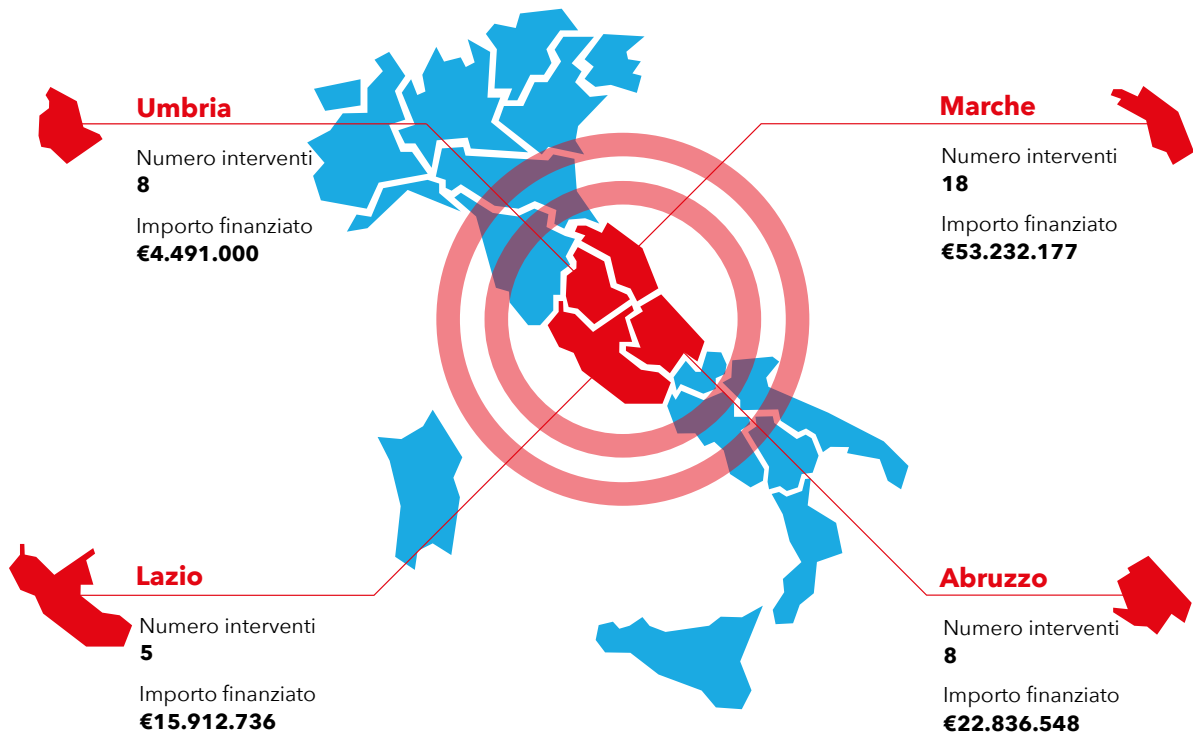 Umbria
Numero interventi
8
Importo finanziato
€4.491.000
Marche
Numero interventi
18
Importo finanziato
€53.232.177
Lazio
Numero interventi
5
Importo finanziato
€15.912.736
Abruzzo
Numero interventi
8
Importo finanziato
€22.836.548